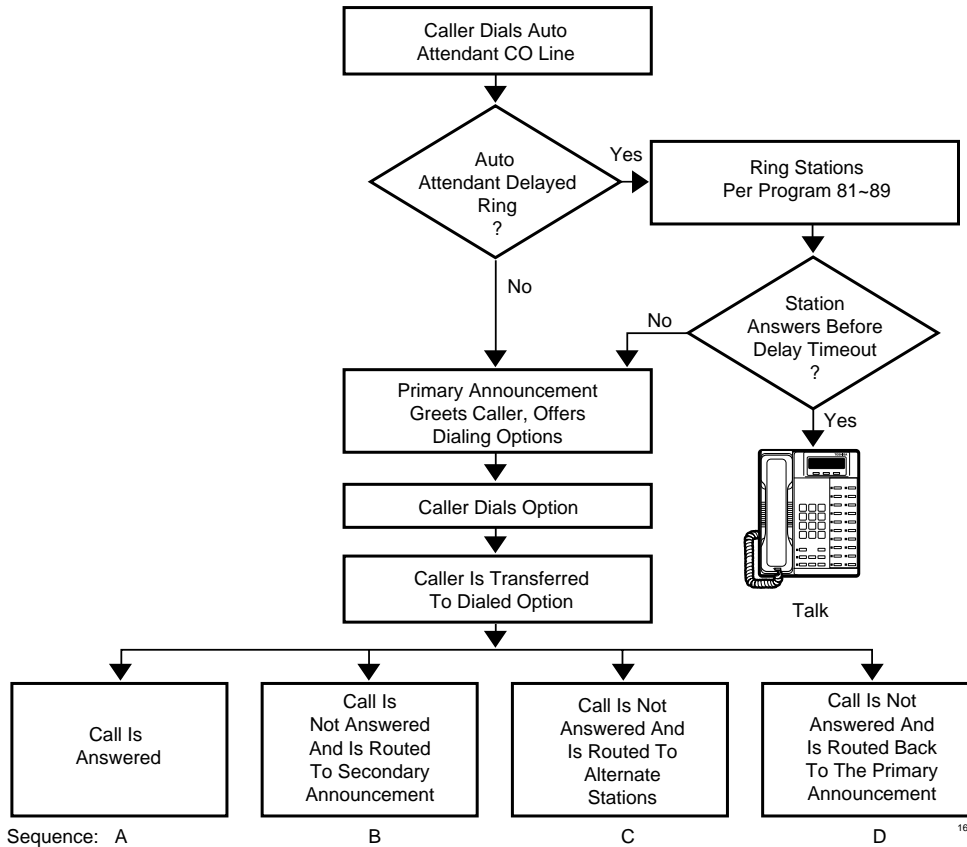 Caller Dials Auto
Attendant CO Line
Auto
Attendant Delayed
Ring
?
Yes
Ring Stations
Per Program 81~89
No
Station
Answers Before
Delay Timeout
?
No
Yes
Primary Announcement
Greets Caller, Offers
Dialing Options
Caller Dials Option
Caller Is Transferred
To Dialed Option
Talk
Call Is
Answered
Call Is
Not Answered
And Is Routed
To Secondary
Announcement
Call Is Not
Answered And
Is Routed To
Alternate
Stations
Call Is Not
Answered And
Is Routed Back
To The Primary
Announcement
Sequence: A
B
C
D
16